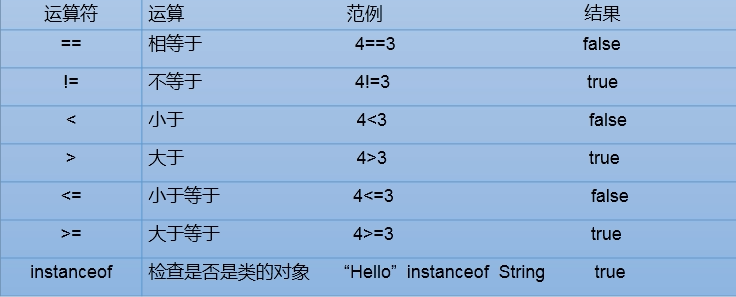 运算符 运算 范例 结果
== 相等于 4==3 false
!= 不等于 4!=3 true
< 小于 4<3 false
> 大于 4>3 true
<= 小于等于 4<=3 false
>= 大于等于 4>=3 true
instanceof 检查是否是类的对象 “Hello” instanceof String true